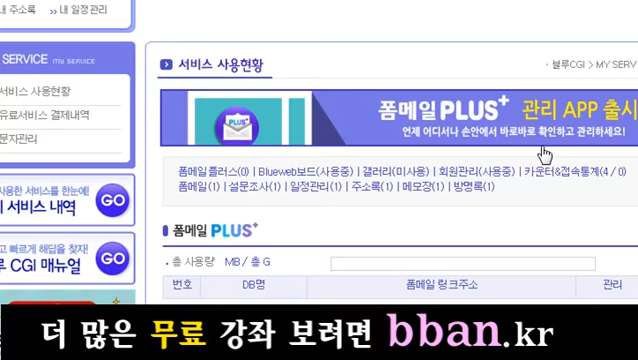 내 주소록 >> 내 일정관리
SERVICE MY SERVICE
서비스 사용현황
유료서비스 결제내역
문자관리
사용한 서비스를 한눈에!
서비스 내역
GO
고 빠르게 해답을 찾자!
루 CGI 매뉴얼
GO
서비스 사용현황
· 블루CGI > MY SERV
PLUS+
폼메일 PLUS+ 관리 APP 출시
언제 어디서나 손안에서 바로바로 확인하고 관리하세요!
폼메일플러스(0) | Blueweb보드(사용중) | 갤러리(미사용) | 회원관리(사용중) | 카운터&접속통계(4 / 0) |
폼메일(1) | 설문조사(1) | 일정관리(1) | 주소록(1) | 메모장(1) | 방명록(1)
폼메일 PLUS+
· 총 사용량 MB / 총 G
번호 DB명 폼메일 링크주소 관리
더 많은 무료 강좌 보려면 bban.kr